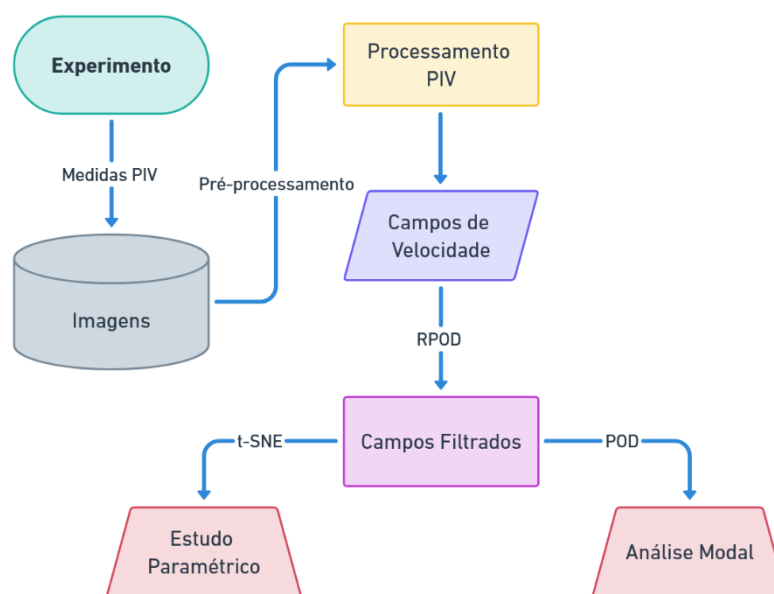 Experimento
Medidas PIV
Imagens
Pré-processamento
Processamento
PIV
Campos de
Velocidade
RPOD
Campos Filtrados
t-SNE
POD
Estudo
Paramétrico
Análise Modal